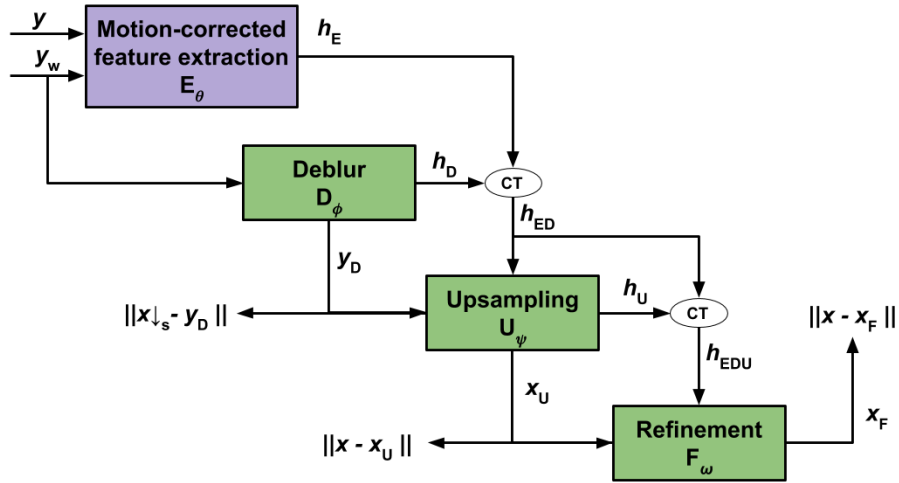 y
y_w
Motion-corrected
feature extraction
E_θ
h_E
Deblur
D_ϕ
h_D
CT
h_ED
y_D
||x↓_s - y_D ||
Upsampling
U_ψ
h_U
CT
||x - x_F ||
h_EDU
x_U
||x - x_U ||
Refinement
F_ω
x_F